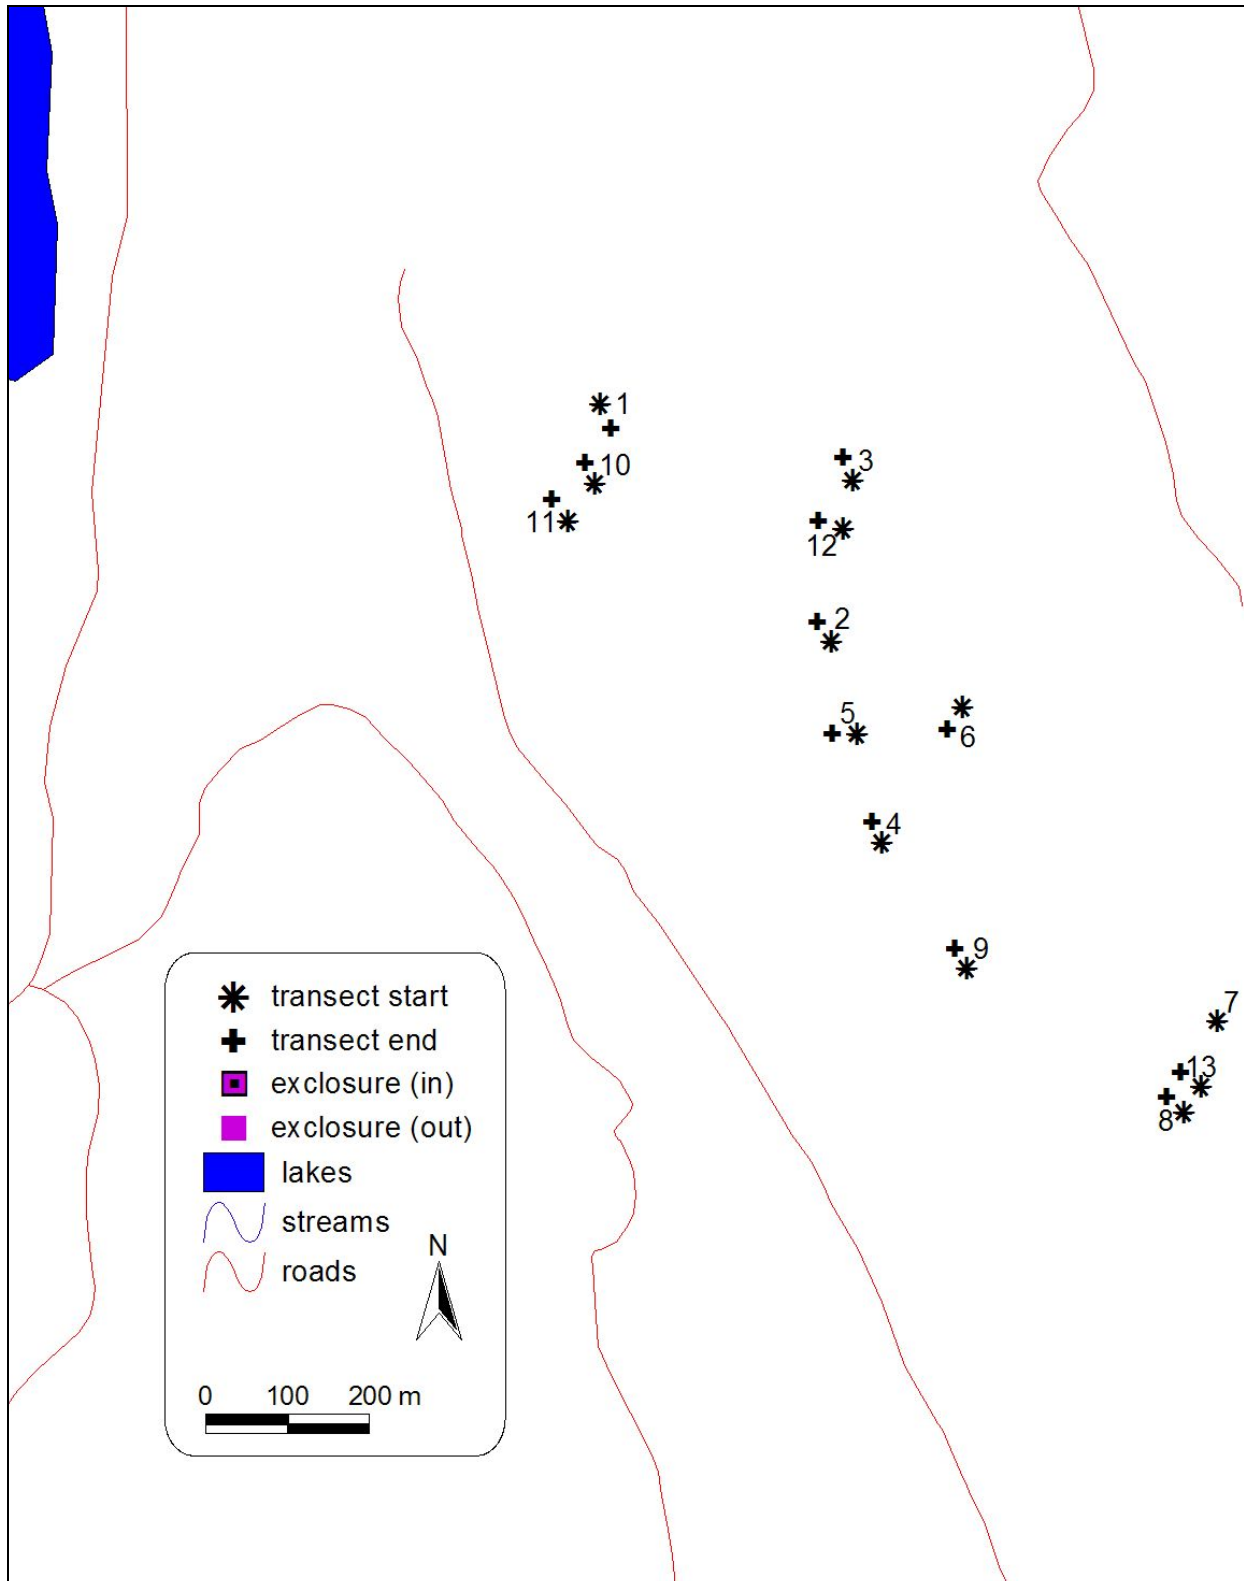 1
10
3
11
12
2
5
6
4
9
7
13
8
transect start
transect end
exclosure (in)
exclosure (out)
lakes
streams
roads
N
0 100 200 m